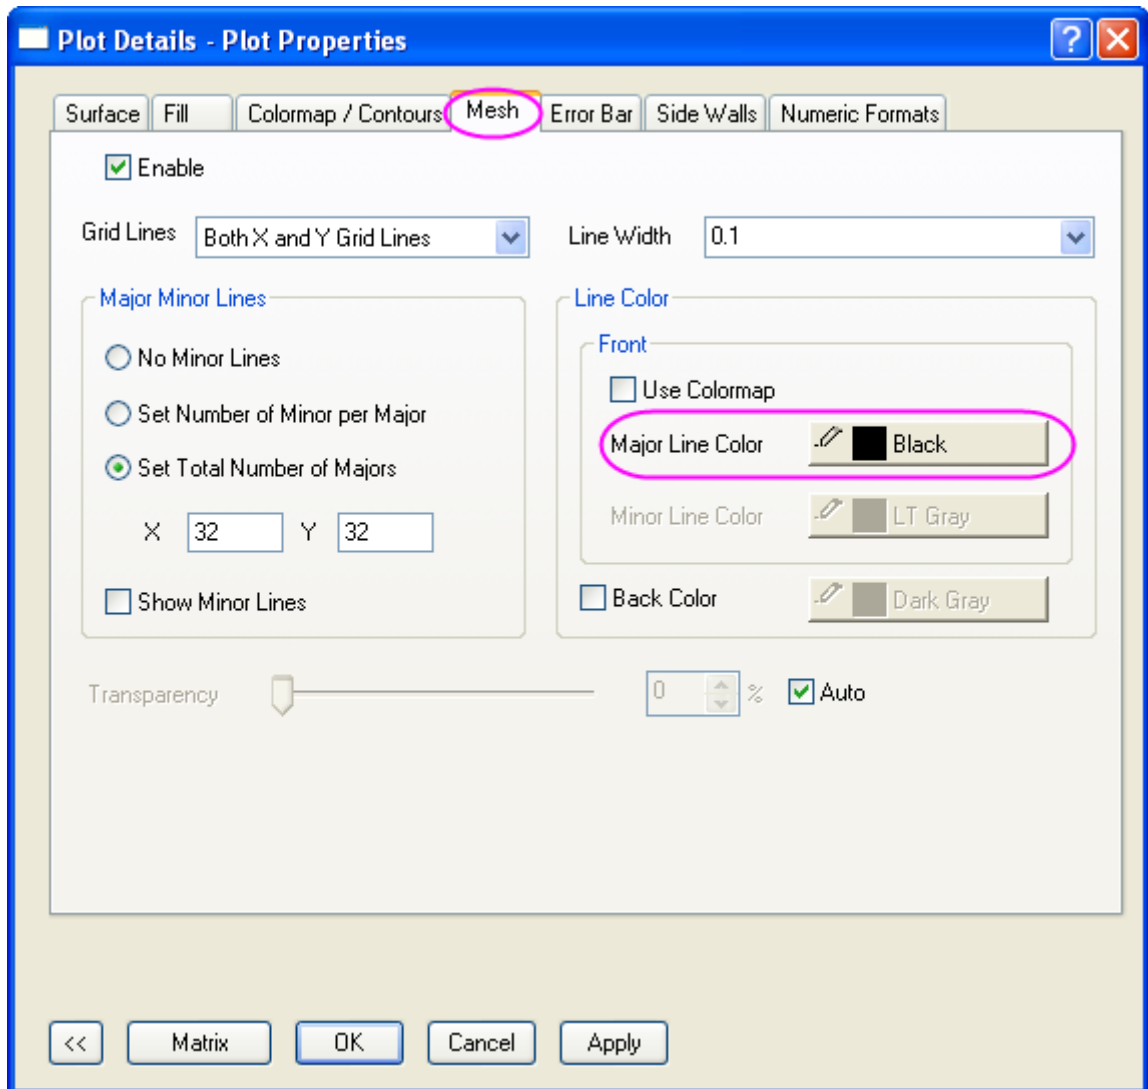 Plot Details - Plot Properties
Surface Fill Colormap / Contours Mesh Error Bar Side Walls Numeric Formats
Enable
Grid Lines Both X and Y Grid Lines Line Width 0.1
Major Minor Lines
No Minor Lines
Set Number of Minor per Major
Set Total Number of Majors
X 32 Y 32
Show Minor Lines
Line Color
Front
Use Colormap
Major Line Color Black
Minor Line Color LT Gray
Back Color Dark Gray
Transparency 0 % Auto
<< Matrix OK Cancel Apply